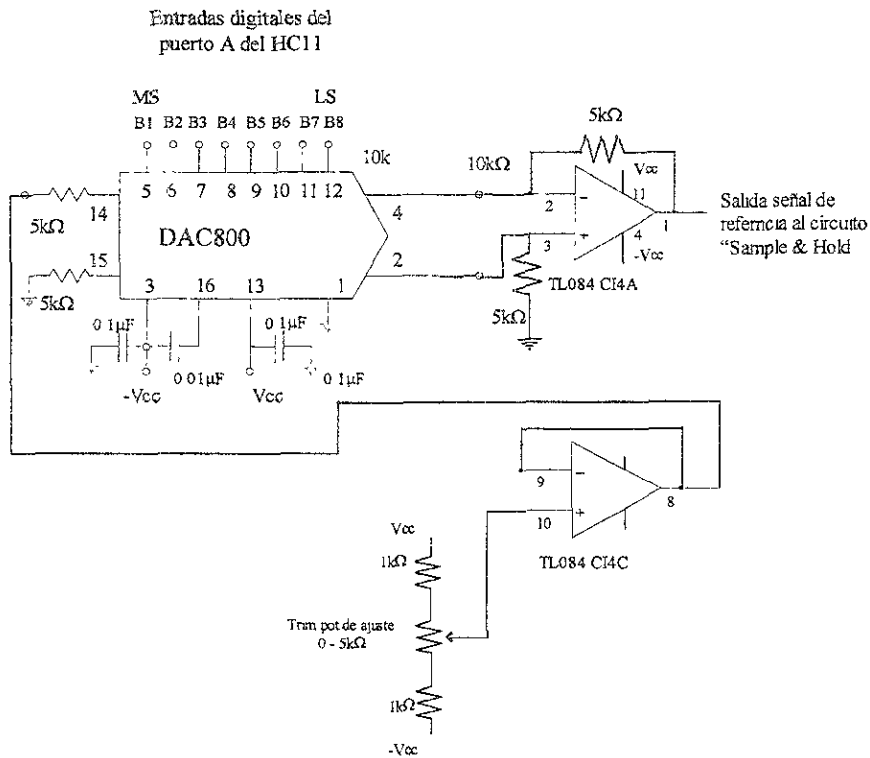 Entradas digitales del
puerto A del HC11
MS LS
B1 B2 B3 B4 B5 B6 B7 B8
10k
5 6 7 8 9 10 11 12
14
5kΩ
DAC800
4
15
5kΩ
2
3 16 13 1
0 1µF
0 01µF
-Vcc
Vcc
0 1µF
10kΩ
5kΩ
Vcc
11
2 -
3 +
1
4
-Vcc
TL084 CI4A
5kΩ
Salida señal de
referncia al circuito
“Sample & Hold
9 -
10 +
8
TL084 CI4C
Vcc
1kΩ
Trim pot de ajuste
0 - 5kΩ
1kΩ
-Vcc